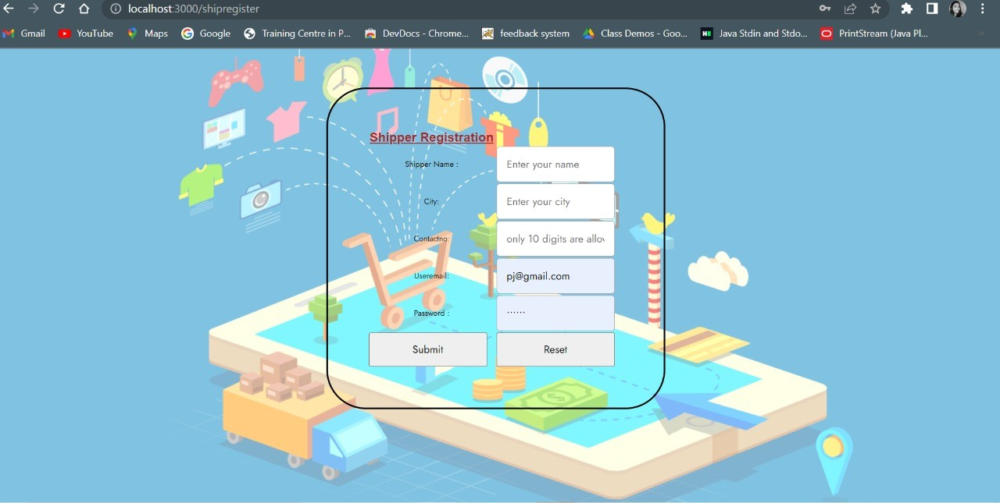 localhost:3000/shipregister
Gmail YouTube Maps Google Training Centre in P... DevDocs - Chrome... feedback system Class Demos - Goo... Java Stdin and Stdo... PrintStream (Java Pl...
Shipper Registration
Shipper Name : Enter your name
City: Enter your city
Contactno: only 10 digits are allov
Useremail: pj@gmail.com
Password : ······
Submit Reset